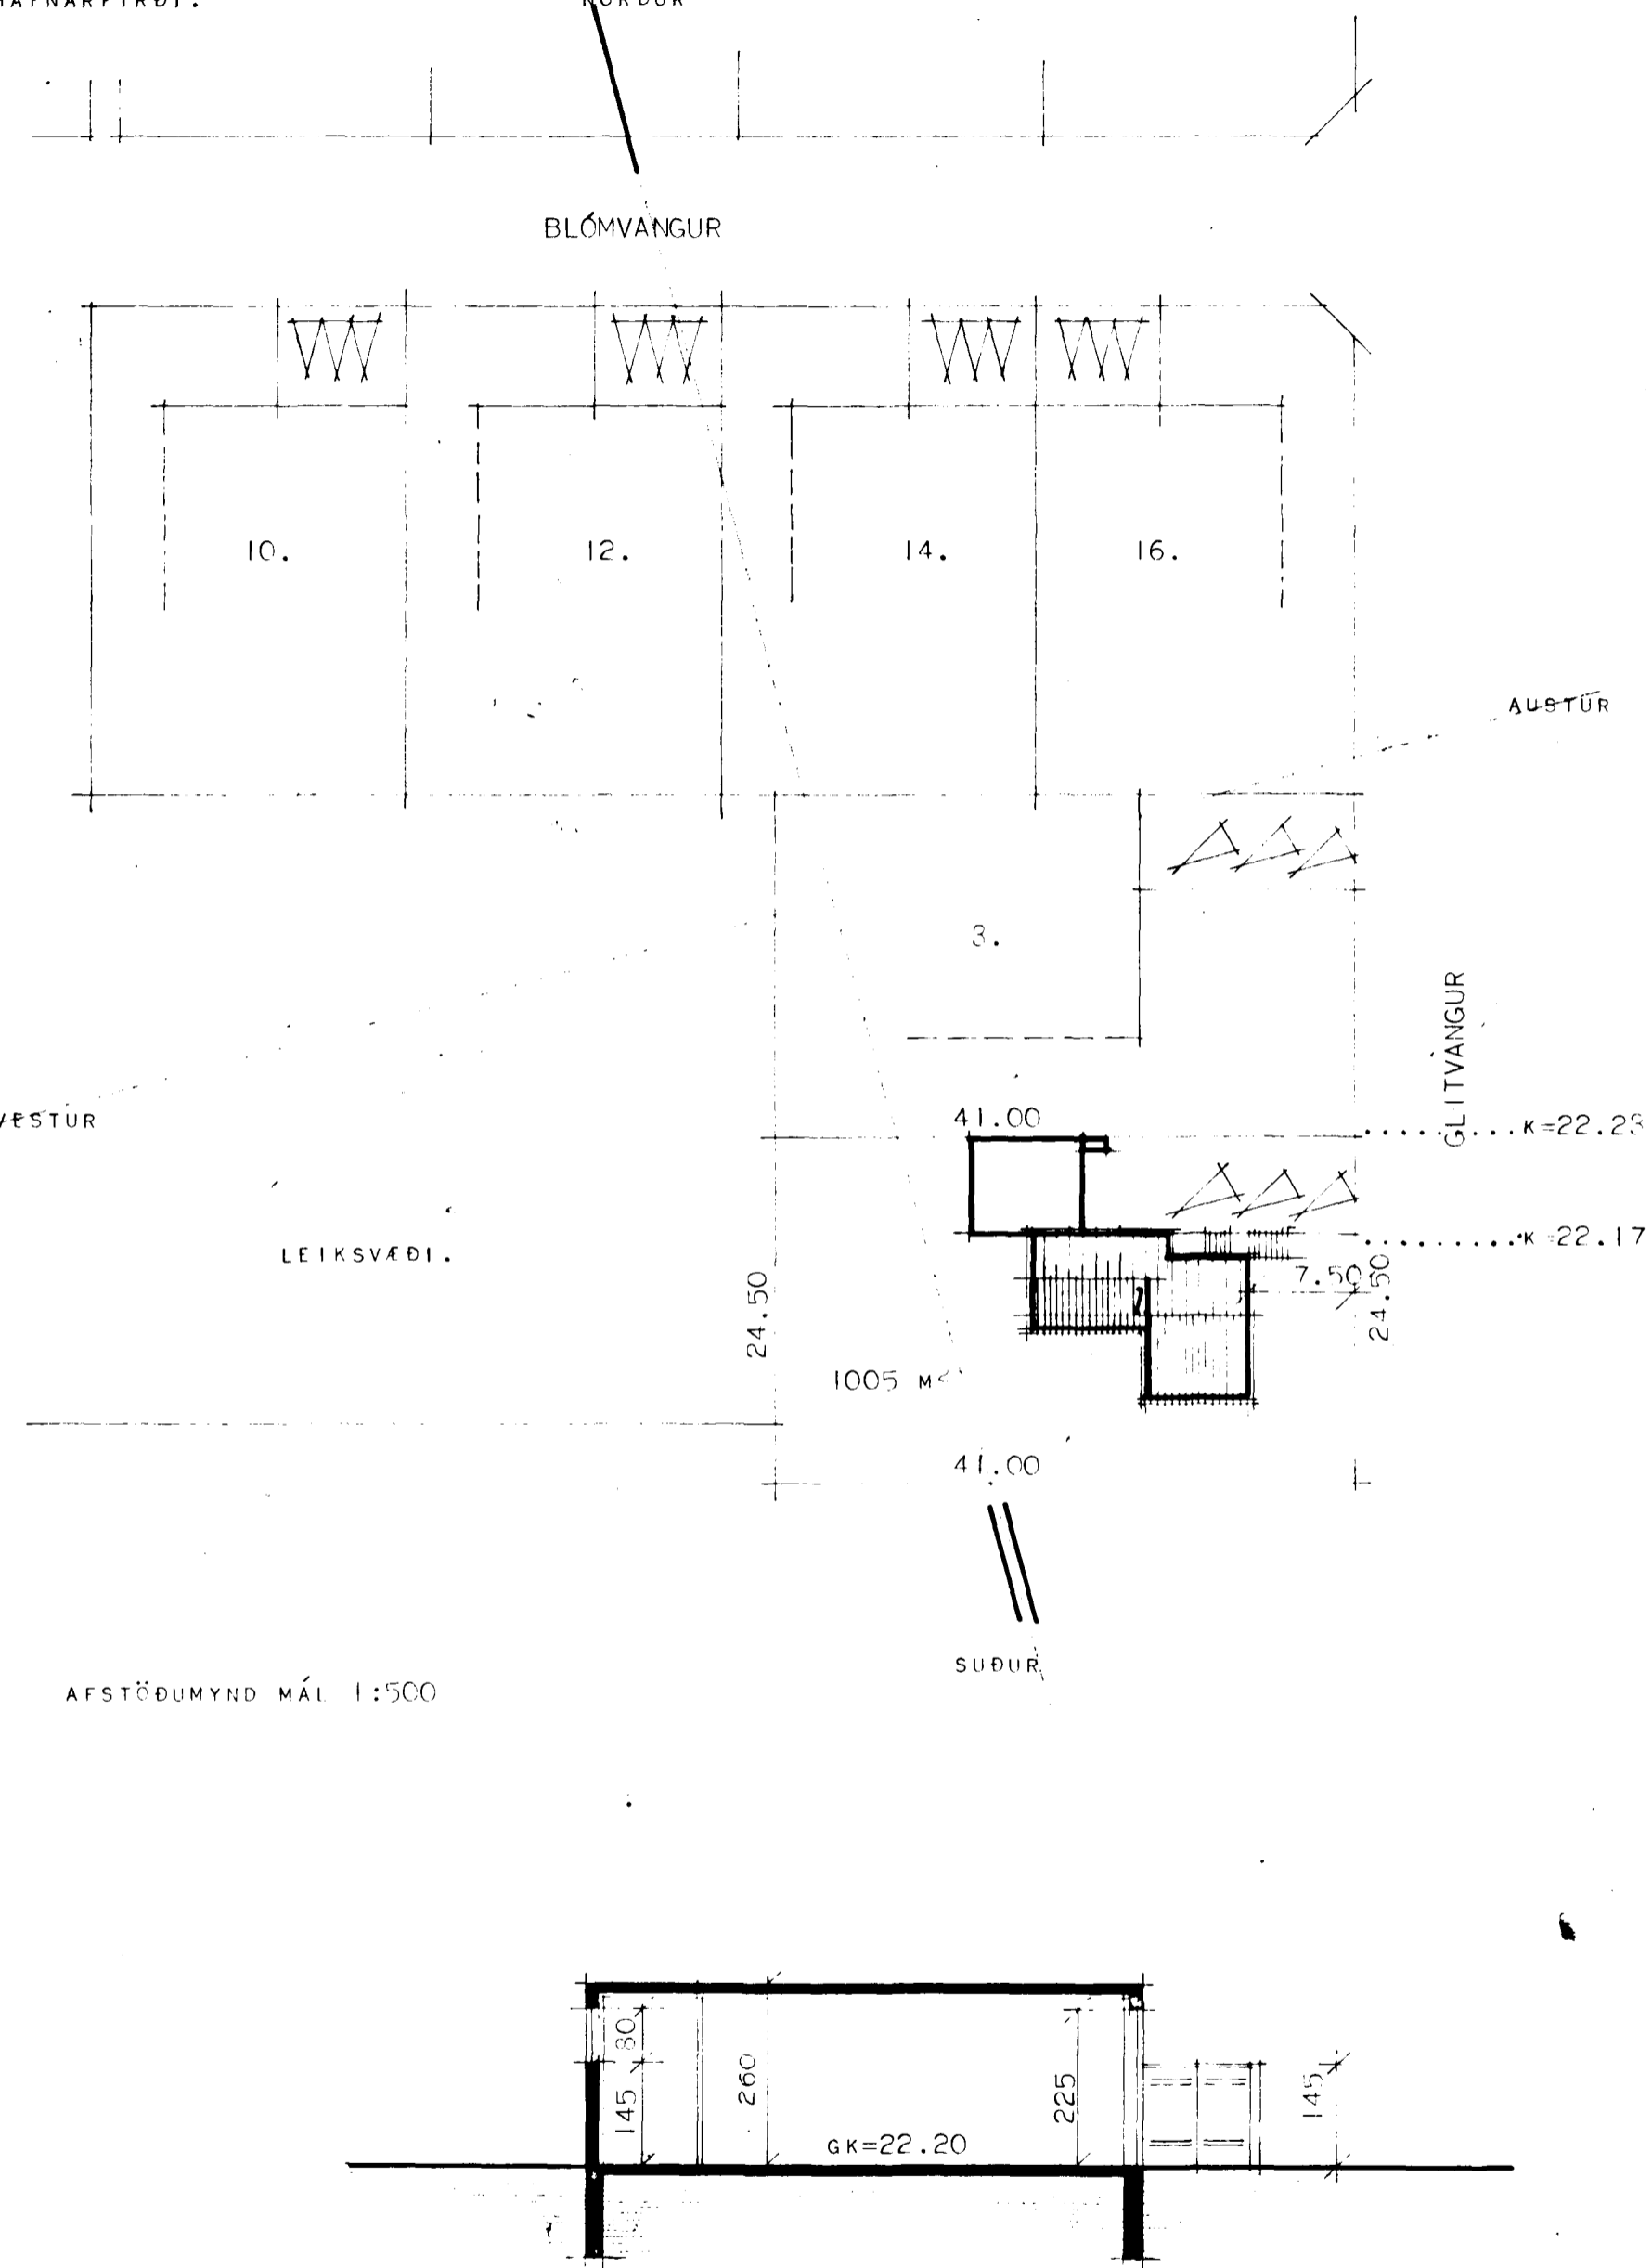 HAFNARFIRÐI.
NORÐUR
BLÓMVANGUR
10.
12.
14.
16.
AUSTUR
3.
GLITVANGUR
VESTUR
41.00
K=22.23
K=22.17
LEIKSVÆÐI.
7.50
24.50
24.50
1005 M²
41.00
SUÐUR
AFSTÖÐUMYND MÁL 1:500
80
145
260
225
145
GK=22.20